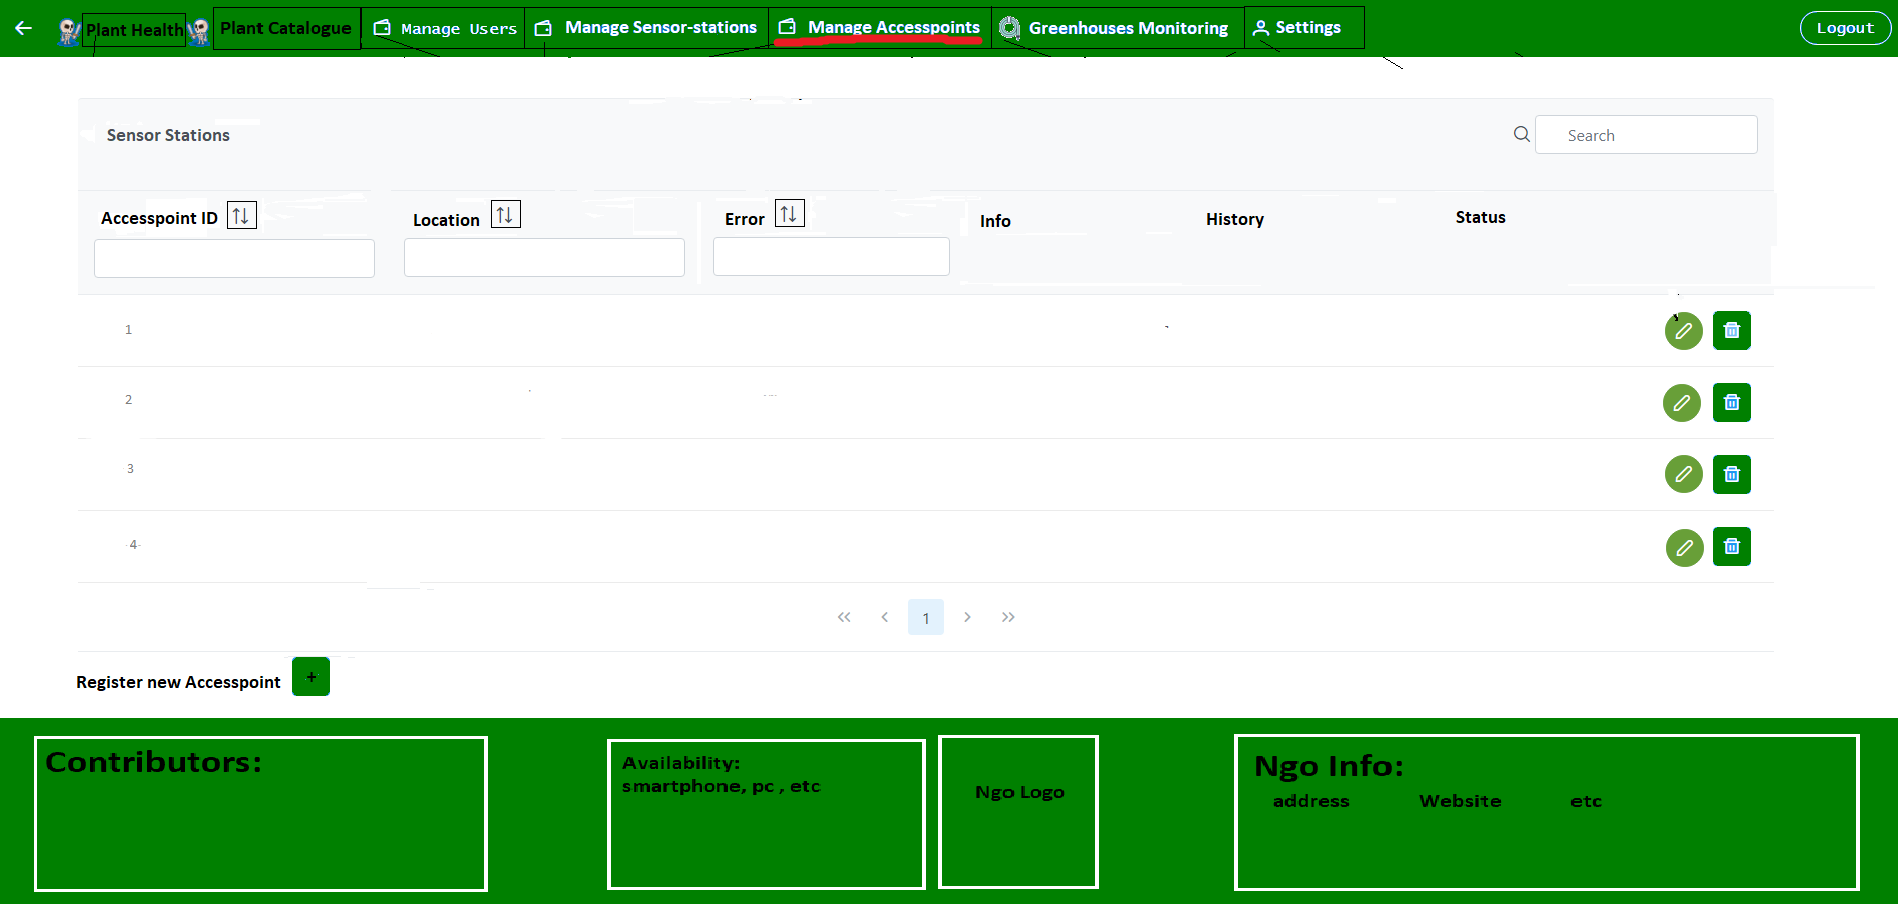 Plant Health Plant Catalogue Manage Users Manage Sensor-stations Manage Accesspoints Greenhouses Monitoring Settings Logout
Sensor Stations Search
Accesspoint ID Location Error Info History Status
1
2
3
4
<< < 1 > >>
Register new Accesspoint +
Contributors:
Availability:
smartphone, pc , etc
Ngo Logo
Ngo Info:
address Website etc